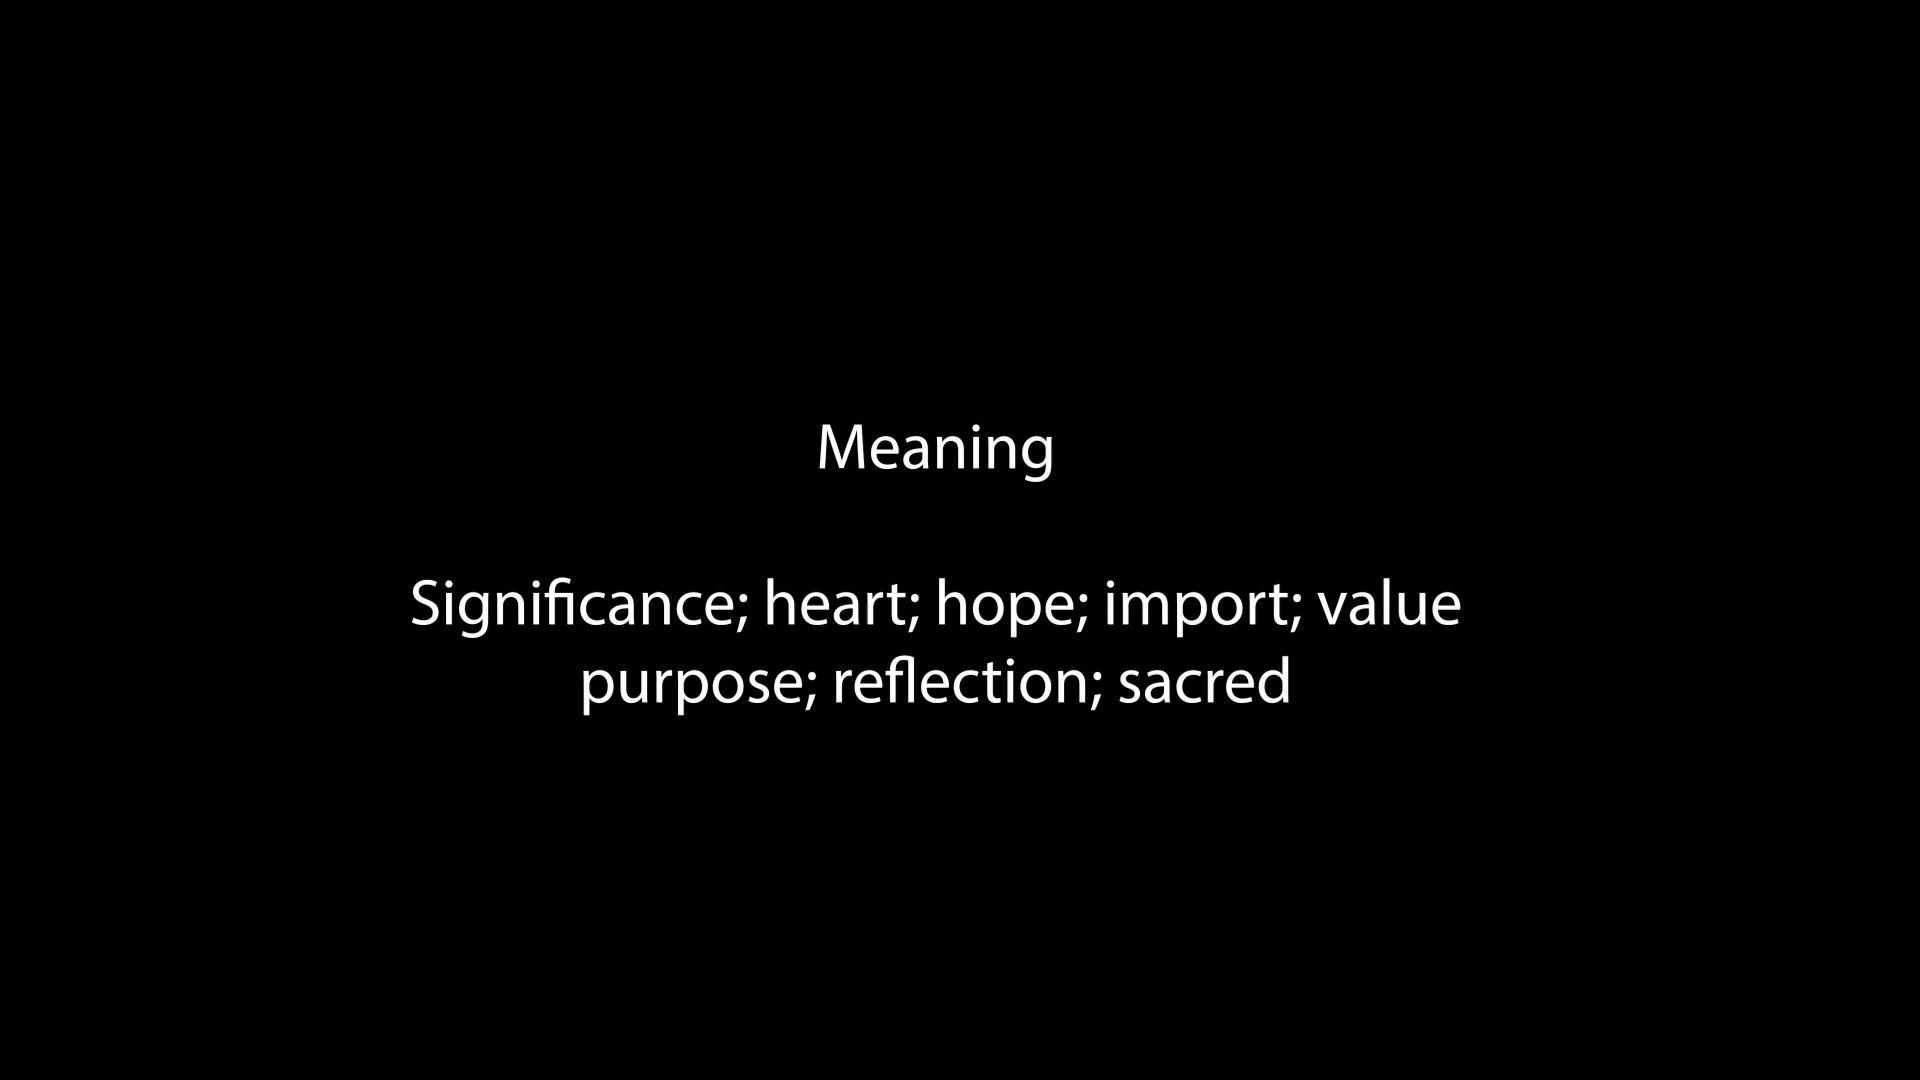 Meaning
Significance; heart; hope; import; value
purpose; reflection; sacred